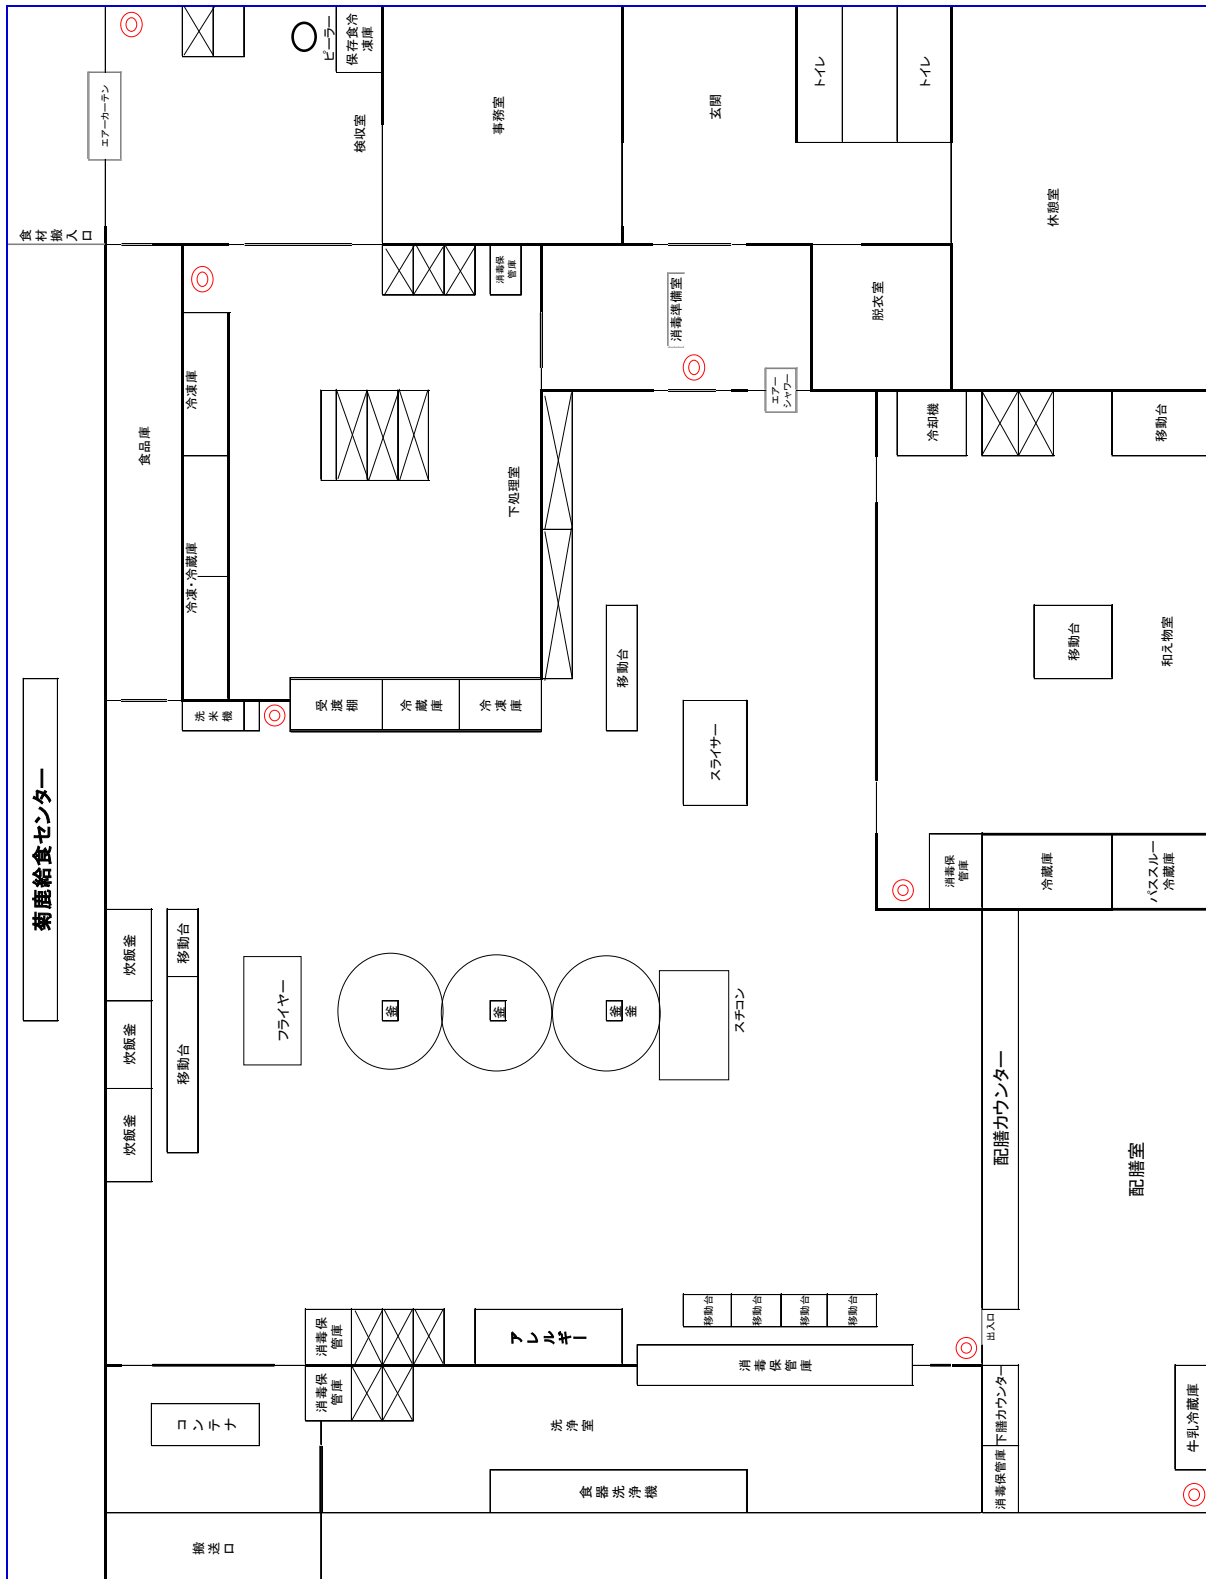 菊鹿給食センター
食材搬入口
エアーカーテン
搬送口
コンテナ
炊飯釜
炊飯釜
炊飯釜
移動台
移動台
食品庫
洗米機
冷凍・冷蔵庫
冷凍庫
フライヤー
消毒保
管庫
消毒保
管庫
受渡棚
冷蔵庫
冷凍庫
ピーラー
保存食冷
凍庫
検収室
釜
釜
釜
釜
アレルギー
洗浄室
食器洗浄機
下処理室
消毒保
管庫
事務室
移動台
スライサー
スチコン
移動台
移動台
移動台
移動台
消毒保管庫
消毒準備室
玄関
エアー
シャワー
トイレ
トイレ
脱衣室
休憩室
冷却機
移動台
移動台
和え物室
消毒保
管庫
冷蔵庫
パススルー
冷蔵庫
配膳カウンター
配膳室
出入口
下膳カウンター
消毒保管庫
牛乳冷蔵庫